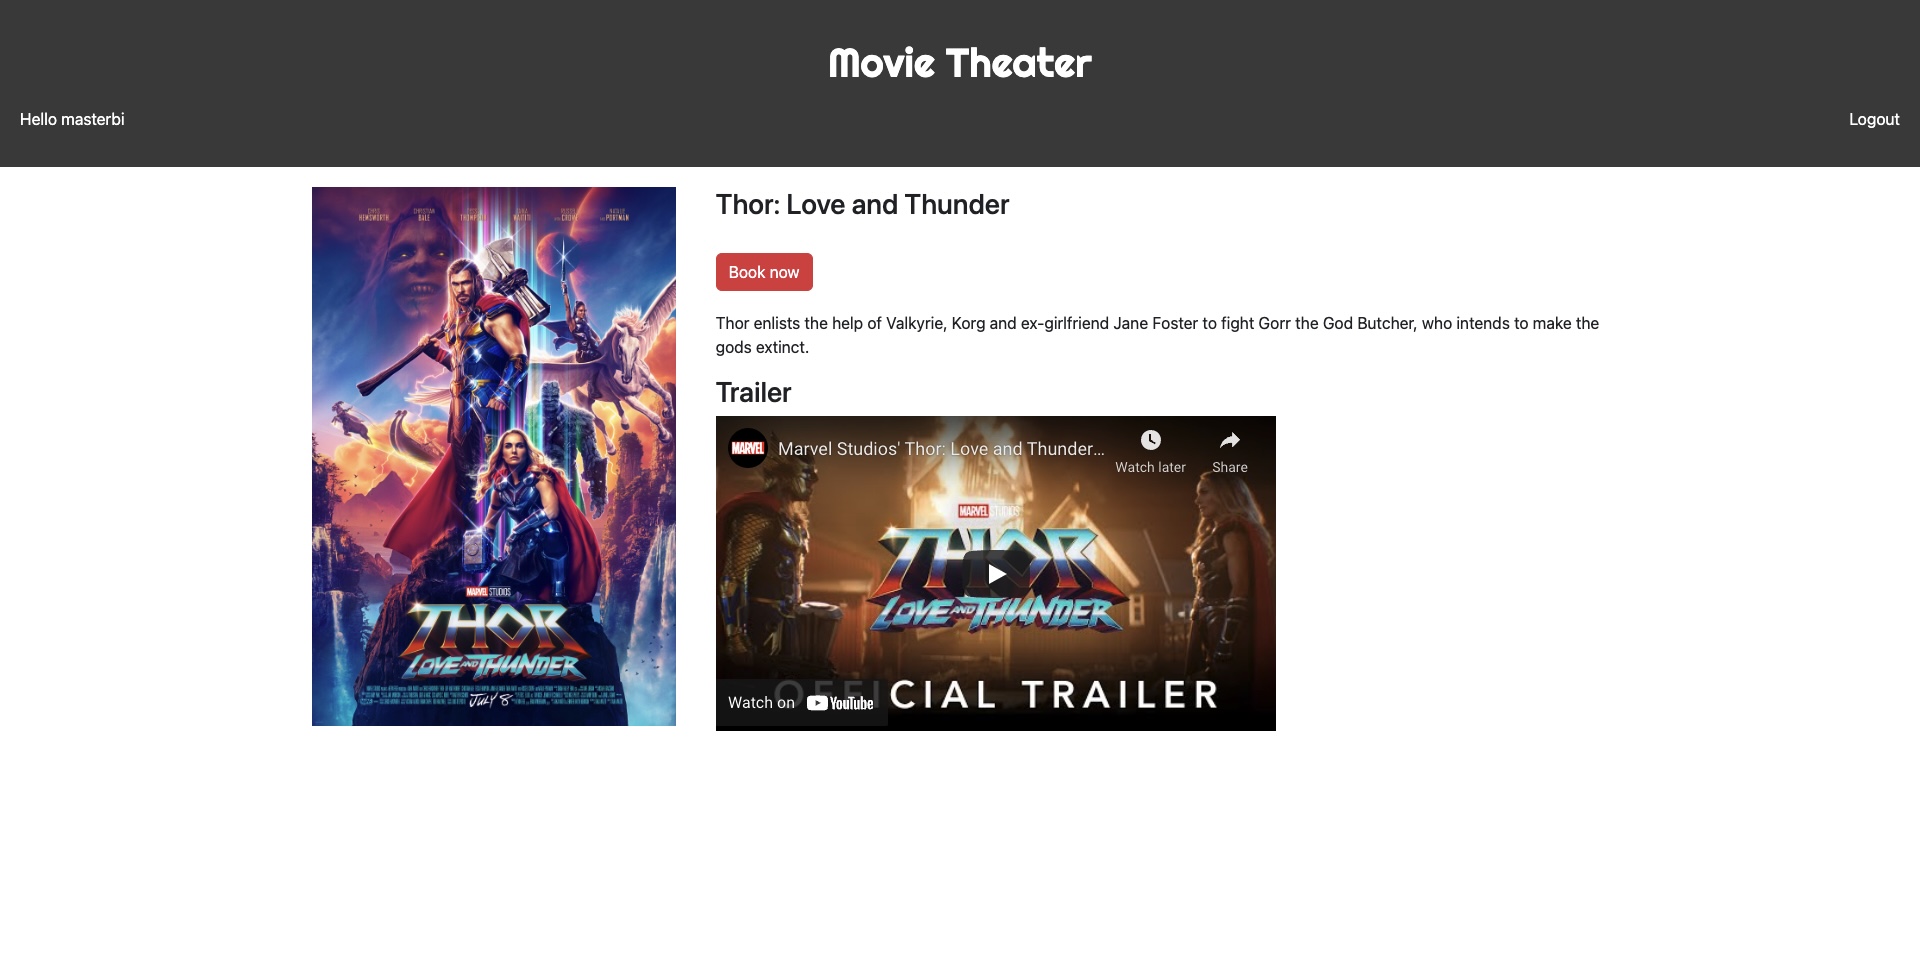 Movie Theater
Hello masterbi
Logout
CHRIS HEMSWORTH
CHRISTIAN BALE
TESSA THOMPSON
TAIKA WAITITI
RUSSELL CROWE
NATALIE PORTMAN
MARVEL STUDIOS
THOR
LOVE AND THUNDER
JULY 8
Thor: Love and Thunder
Book now
Thor enlists the help of Valkyrie, Korg and ex-girlfriend Jane Foster to fight Gorr the God Butcher, who intends to make the
gods extinct.
Trailer
MARVEL
Marvel Studios' Thor: Love and Thunder...
Watch later
Share
MARVEL STUDIOS
THOR
LOVE AND THUNDER
OFFICIAL TRAILER
Watch on YouTube